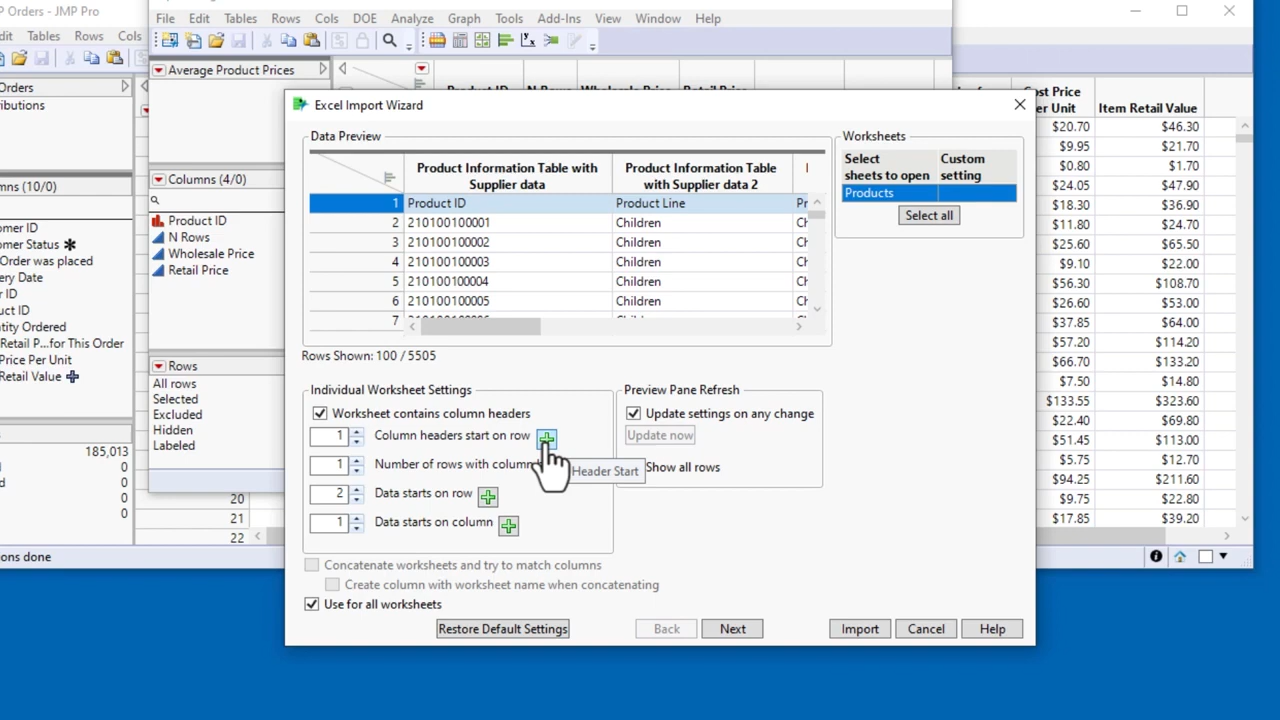 P Orders - JMP Pro
dit Tables Rows Cols
Orders
ibutions
mns (10/0)
omer ID
omer Status
Order was placed
ery Date
r ID
uct ID
ntity Ordered
Retail P...for This Order
Price Per Unit
Retail Value
185,013
0
0
0
0
ons done
File Edit Tables Rows Cols DOE Analyze Graph Tools Add-Ins View Window Help
Average Product Prices
Columns (4/0)
Product ID
N Rows
Wholesale Price
Retail Price
Rows
All rows
Selected
Excluded
Hidden
Labeled
20
21
22
Excel Import Wizard
Data Preview
Product Information Table with Supplier data
Product Information Table with Supplier data 2
1 Product ID Product Line Pr
2 210100100001 Children Ch
3 210100100002 Children Ch
4 210100100003 Children Ch
5 210100100004 Children Ch
6 210100100005 Children Ch
7
Rows Shown: 100 / 5505
Worksheets
Select sheets to open
Custom setting
Products
Select all
Individual Worksheet Settings
Worksheet contains column headers
1 Column headers start on row
1 Number of rows with column
Header Start
2 Data starts on row
1 Data starts on column
Preview Pane Refresh
Update settings on any change
Update now
Show all rows
Concatenate worksheets and try to match columns
Create column with worksheet name when concatenating
Use for all worksheets
Restore Default Settings Back Next Import Cancel Help
Cost Price
er Unit Item Retail Value
$20.70 $46.30
$9.95 $21.70
$0.80 $1.70
$24.05 $47.90
$18.30 $36.90
$11.80 $24.70
$25.60 $65.50
$9.10 $22.00
$56.30 $108.70
$26.60 $53.00
$37.85 $64.00
$57.20 $114.20
$66.70 $133.20
$7.50 $14.80
$133.55 $323.60
$22.40 $69.80
$51.45 $113.00
$5.75 $12.70
$94.25 $211.60
$9.75 $22.80
$17.85 $39.20